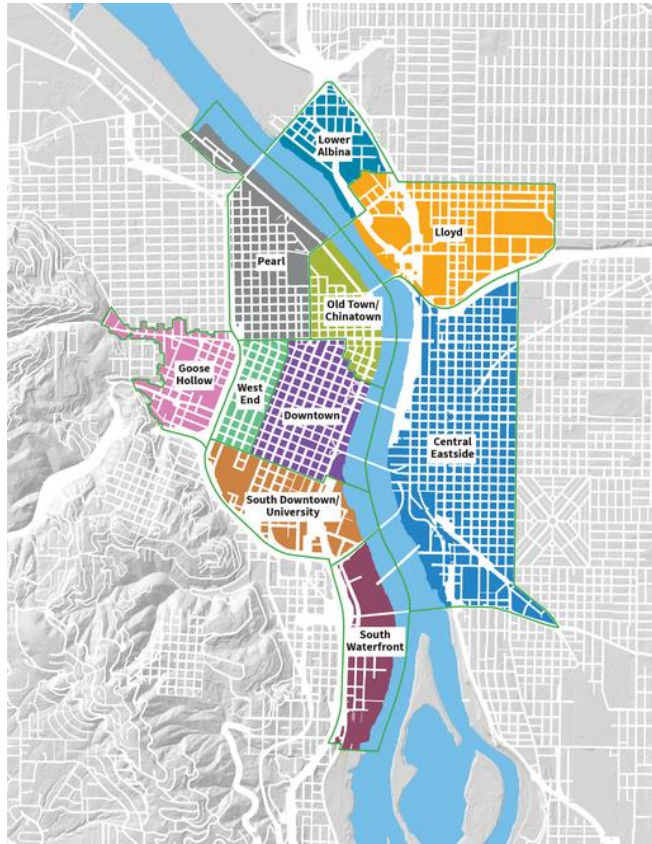 Lower
Albina
Lloyd
Pearl
Old Town/
Chinatown
Goose
Hollow
West
End
Downtown
Central
Eastside
South Downtown/
University
South
Waterfront